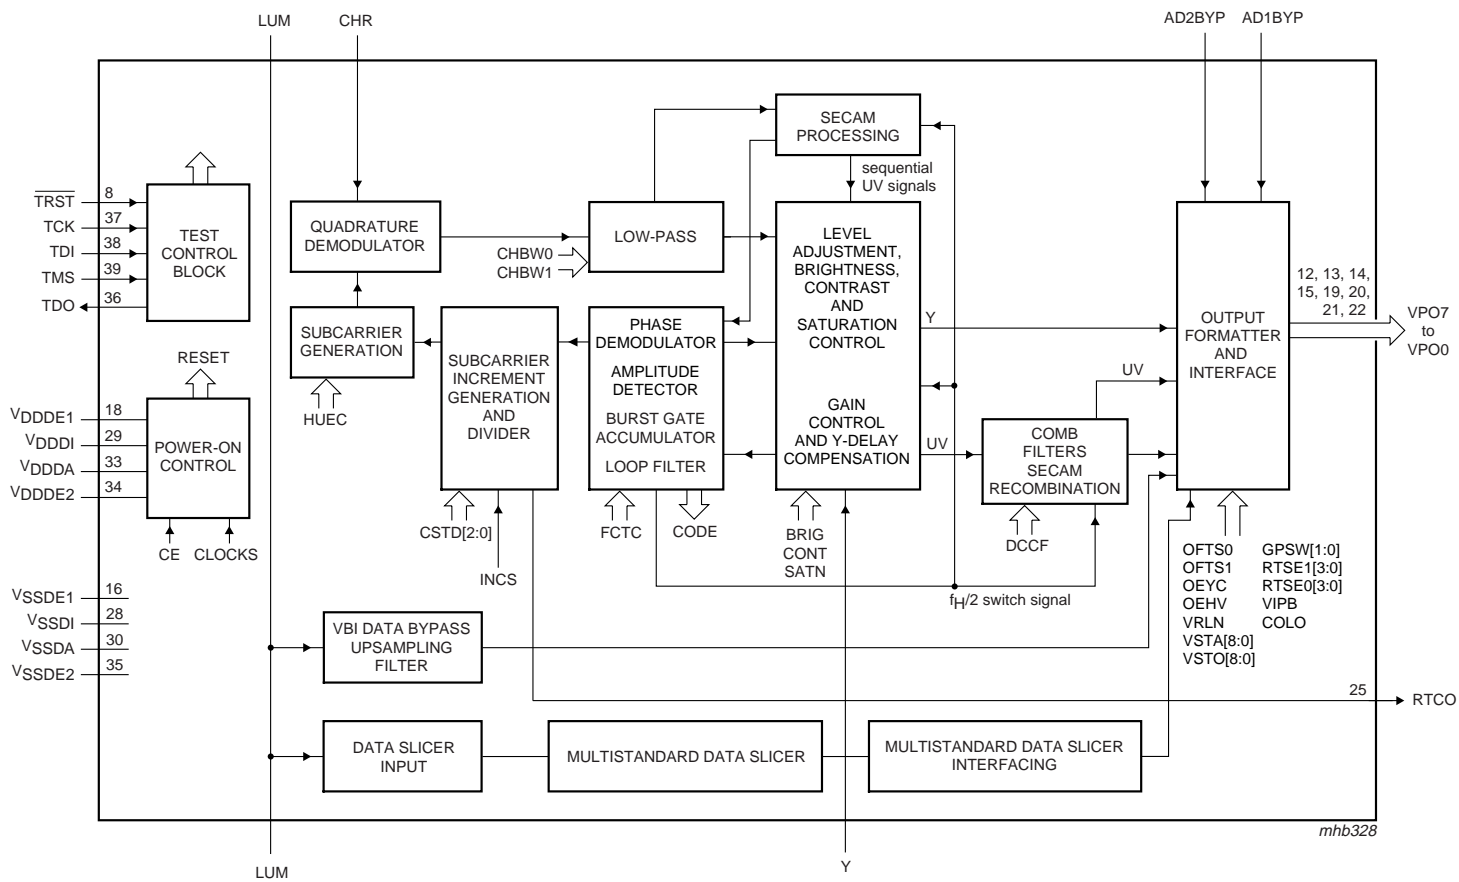 LUM
CHR
AD2BYP
AD1BYP
SECAM
PROCESSING
sequential
UV signals
TRST
8
TCK
37
TDI
38
TMS
39
TDO
36
TEST
CONTROL
BLOCK
QUADRATURE
DEMODULATOR
CHBW0
CHBW1
LOW-PASS
LEVEL
ADJUSTMENT,
BRIGHTNESS,
CONTRAST
AND
SATURATION
CONTROL
GAIN
CONTROL
AND Y-DELAY
COMPENSATION
Y
UV
UV
OUTPUT
FORMATTER
AND
INTERFACE
12, 13, 14,
15, 19, 20,
21, 22
VPO7
to
VPO0
SUBCARRIER
GENERATION
HUEC
SUBCARRIER
INCREMENT
GENERATION
AND
DIVIDER
PHASE
DEMODULATOR
AMPLITUDE
DETECTOR
BURST GATE
ACCUMULATOR
LOOP FILTER
COMB
FILTERS
SECAM
RECOMBINATION
RESET
VDDDE1
18
VDDDI
29
VDDDA
33
VDDDE2
34
POWER-ON
CONTROL
CE
CLOCKS
CSTD[2:0]
INCS
FCTC
CODE
BRIG
CONT
SATN
DCCF
fH/2 switch signal
OFTS0
OFTS1
OEYC
OEHV
VRLN
VSTA[8:0]
VSTO[8:0]
GPSW[1:0]
RTSE1[3:0]
RTSE0[3:0]
VIPB
COLO
VSSDE1
16
VSSDI
28
VSSDA
30
VSSDE2
35
VBI DATA BYPASS
UPSAMPLING
FILTER
25
RTCO
DATA SLICER
INPUT
MULTISTANDARD DATA SLICER
MULTISTANDARD DATA SLICER
INTERFACING
mhb328
LUM
Y